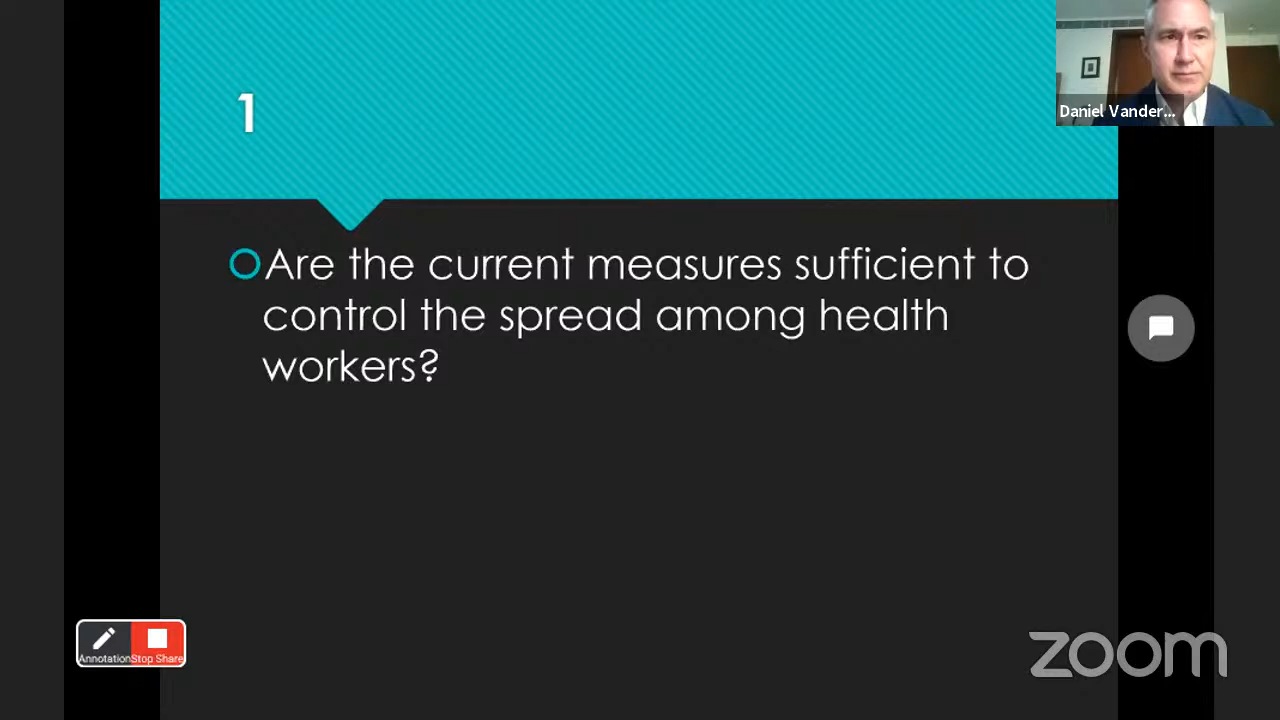 Daniel Vander...
1
Are the current measures sufficient to
control the spread among health
workers?
Annotation Stop Share
zoom